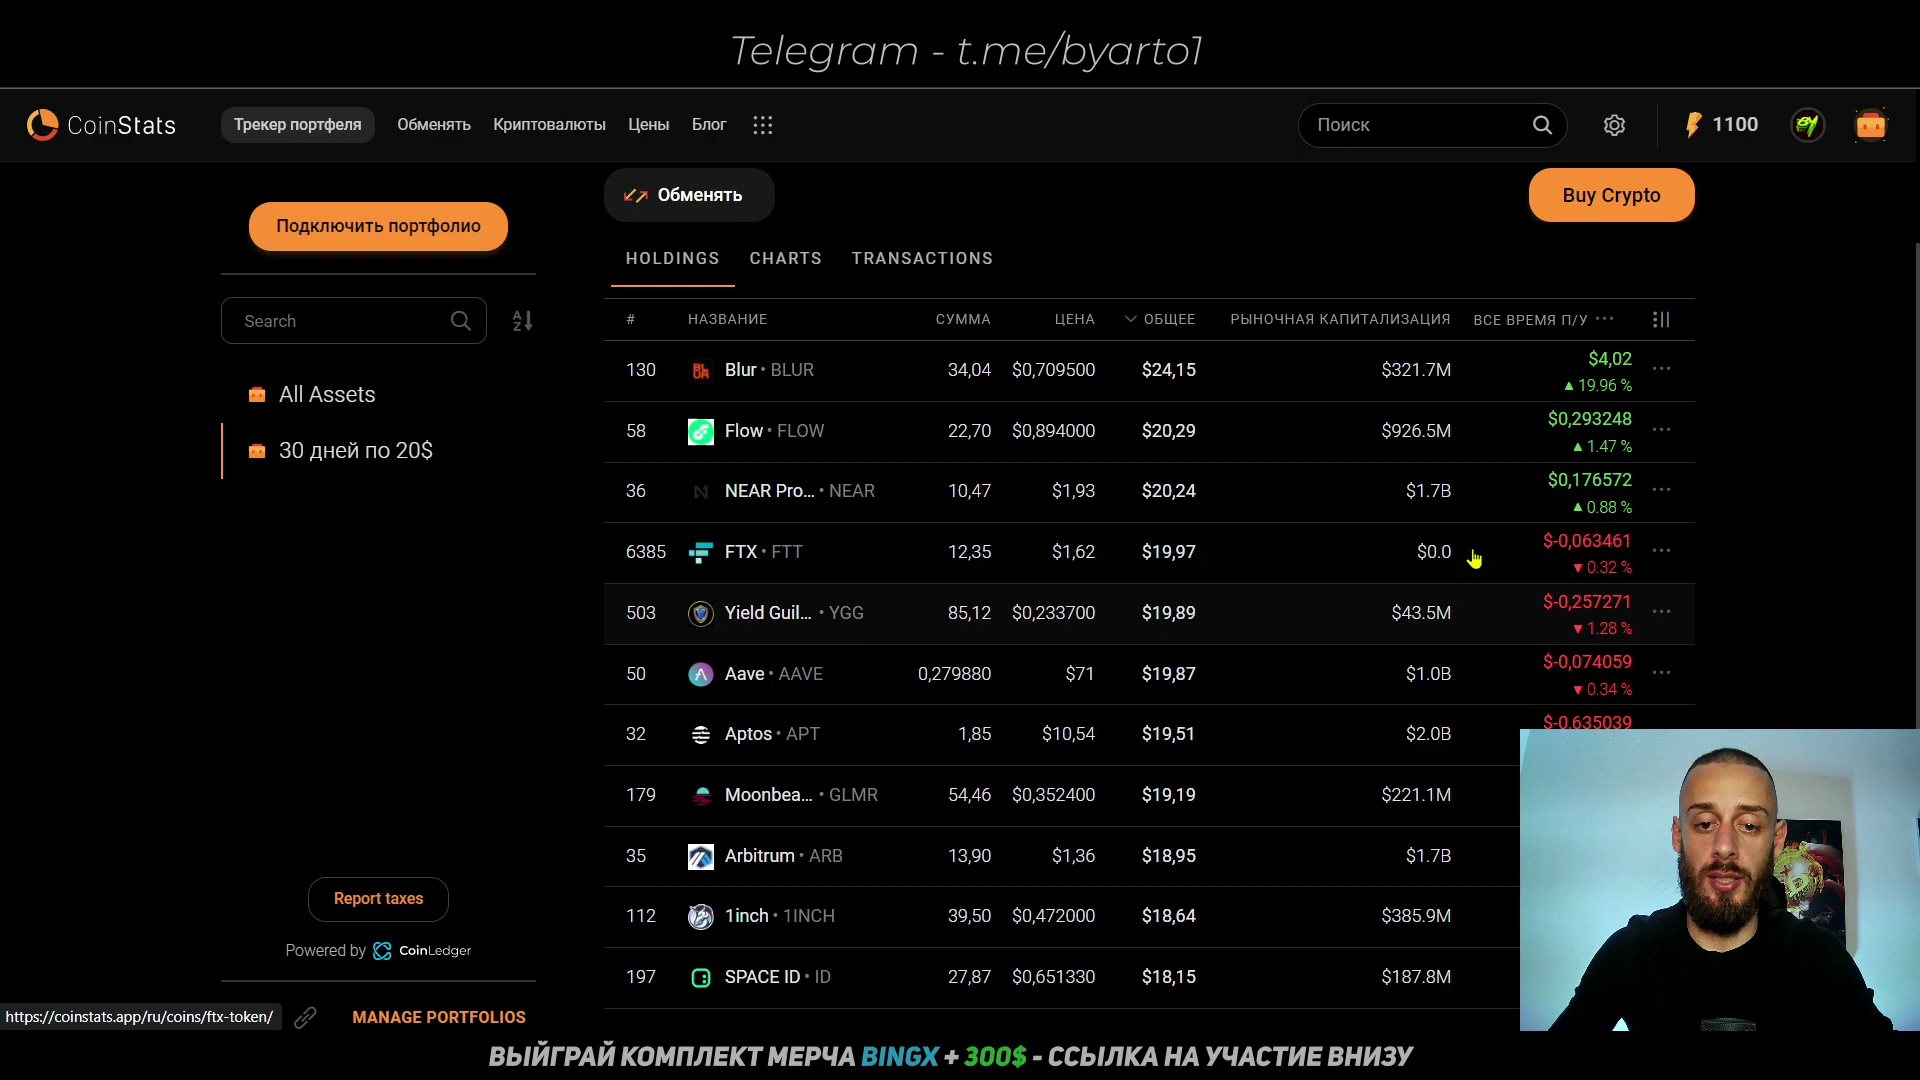 Telegram - t.me/byarto1
CoinStats
Трекер портфеля
Обменять
Криптовалюты
Цены
Блог
Поиск
1100
Подключить портфолио
Обменять
Buy Crypto
HOLDINGS CHARTS TRANSACTIONS
Search
All Assets
30 дней по 20$
# НАЗВАНИЕ СУММА ЦЕНА ОБЩЕЕ РЫНОЧНАЯ КАПИТАЛИЗАЦИЯ ВСЕ ВРЕМЯ П/У
130 Blur • BLUR 34,04 $0,709500 $24,15 $321.7M $4,02
▲ 19.96 %
58 Flow • FLOW 22,70 $0,894000 $20,29 $926.5M $0,293248
▲ 1.47 %
36 NEAR Pro... • NEAR 10,47 $1,93 $20,24 $1.7B $0,176572
▲ 0.88 %
6385 FTX • FTT 12,35 $1,62 $19,97 $0.0 $-0,063461
▼ 0.32 %
503 Yield Guil... • YGG 85,12 $0,233700 $19,89 $43.5M $-0,257271
▼ 1.28 %
50 Aave • AAVE 0,279880 $71 $19,87 $1.0B $-0,074059
▼ 0.34 %
32 Aptos • APT 1,85 $10,54 $19,51 $2.0B $-0,635039
179 Moonbea... • GLMR 54,46 $0,352400 $19,19 $221.1M
35 Arbitrum • ARB 13,90 $1,36 $18,95 $1.7B
112 1inch • 1INCH 39,50 $0,472000 $18,64 $385.9M
197 SPACE ID • ID 27,87 $0,651330 $18,15 $187.8M
Report taxes
Powered by CoinLedger
https://coinstats.app/ru/coins/ftx-token/
MANAGE PORTFOLIOS
ВЫЙГРАЙ КОМПЛЕКТ МЕРЧА BINGX + 300$ - ССЫЛКА НА УЧАСТИЕ ВНИЗУ